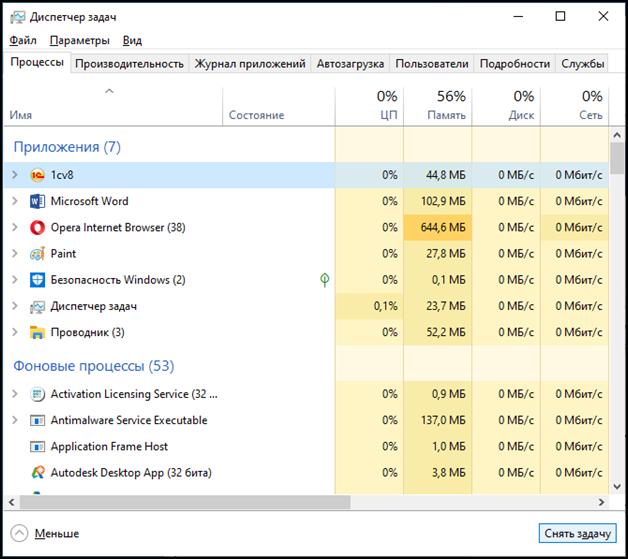 Диспетчер задач
Файл Параметры Вид
Процессы Производительность Журнал приложений Автозагрузка Пользователи Подробности Службы
0% 56% 0% 0%
Имя Состояние ЦП Память Диск Сеть
Приложения (7)
1cv8 0% 44,8 МБ 0 МБ/с 0 Мбит/с
Microsoft Word 0% 102,9 МБ 0 МБ/с 0 Мбит/с
Opera Internet Browser (38) 0% 644,6 МБ 0 МБ/с 0 Мбит/с
Paint 0% 27,8 МБ 0 МБ/с 0 Мбит/с
Безопасность Windows (2) 0% 0,1 МБ 0 МБ/с 0 Мбит/с
Диспетчер задач 0,1% 23,7 МБ 0 МБ/с 0 Мбит/с
Проводник (3) 0% 52,2 МБ 0 МБ/с 0 Мбит/с
Фоновые процессы (53)
Activation Licensing Service (32 ... 0% 0,9 МБ 0 МБ/с 0 Мбит/с
Antimalware Service Executable 0% 137,0 МБ 0 МБ/с 0 Мбит/с
Application Frame Host 0% 1,0 МБ 0 МБ/с 0 Мбит/с
Autodesk Desktop App (32 бита) 0% 3,8 МБ 0 МБ/с 0 Мбит/с
Меньше Снять задачу